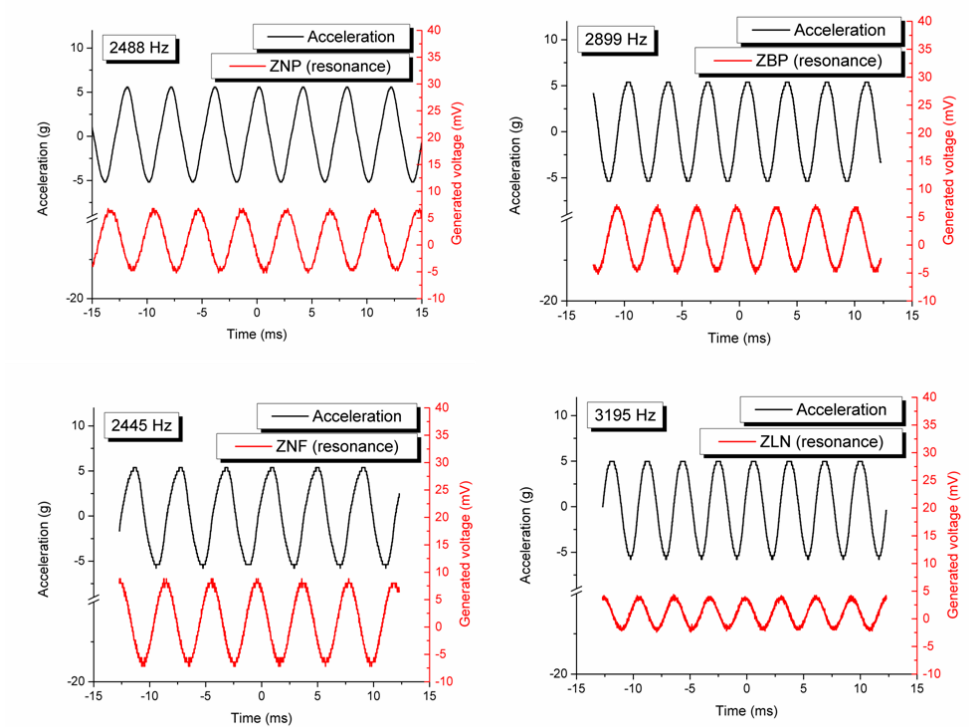 2488 Hz
Acceleration
ZNP (resonance)
10
5
0
-5
-20
40
35
30
25
20
15
10
5
0
-5
-10
-15 -10 -5 0 5 10 15
Acceleration (g)
Generated voltage (mV)
Time (ms)
2899 Hz
Acceleration
ZBP (resonance)
10
5
0
-5
-20
40
35
30
25
20
15
10
5
0
-5
-10
-15 -10 -5 0 5 10 15
Acceleration (g)
Generated voltage (mV)
Time (ms)
2445 Hz
Acceleration
ZNF (resonance)
10
5
0
-5
-20
40
35
30
25
20
15
10
5
0
-5
-10
-15 -10 -5 0 5 10 15
Acceleration (g)
Generated voltage (mV)
Time (ms)
3195 Hz
Acceleration
ZLN (resonance)
10
5
0
-5
-20
40
35
30
25
20
15
10
5
0
-5
-10
-15 -10 -5 0 5 10 15
Acceleration (g)
Generated voltage (mV)
Time (ms)